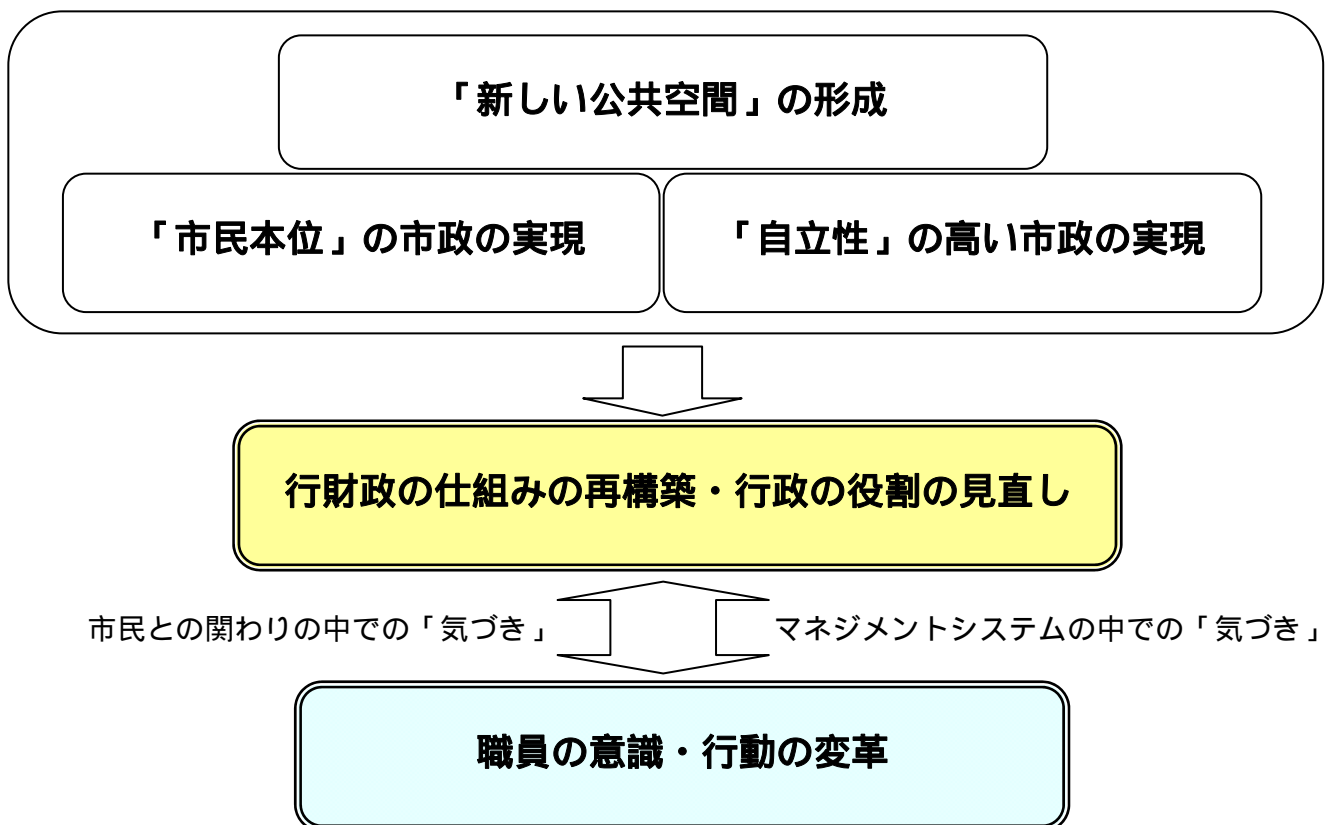 「新しい公共空間」の形成
「市民本位」の市政の実現
「自立性」の高い市政の実現
行財政の仕組みの再構築・行政の役割の見直し
市民との関わりの中での「気づき」
マネジメントシステムの中での「気づき」
職員の意識・行動の変革